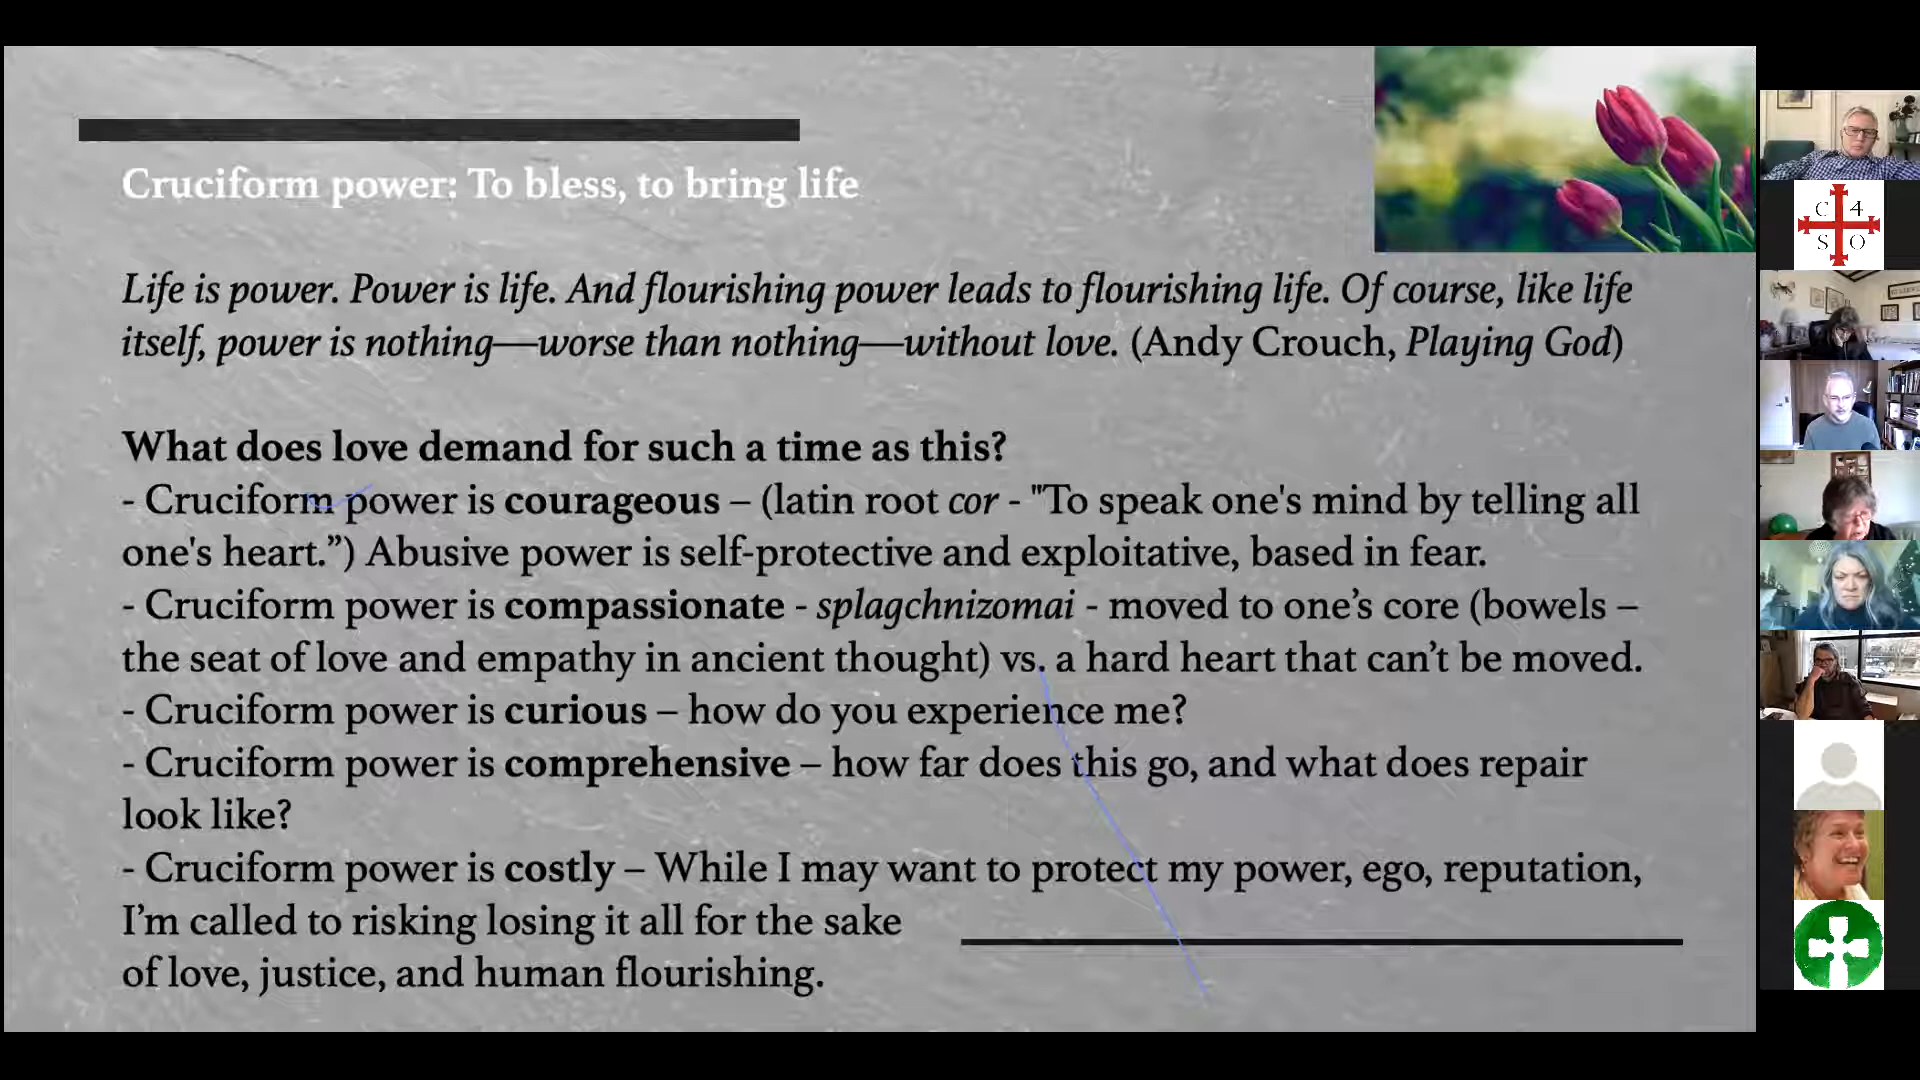 Cruciform power: To bless, to bring life
Life is power. Power is life. And flourishing power leads to flourishing life. Of course, like life
itself, power is nothing—worse than nothing—without love. (Andy Crouch, Playing God)
What does love demand for such a time as this?
- Cruciform power is courageous – (latin root cor - "To speak one's mind by telling all
one's heart.”) Abusive power is self-protective and exploitative, based in fear.
- Cruciform power is compassionate - splagchnizomai - moved to one’s core (bowels –
the seat of love and empathy in ancient thought) vs. a hard heart that can’t be moved.
- Cruciform power is curious – how do you experience me?
- Cruciform power is comprehensive – how far does this go, and what does repair
look like?
- Cruciform power is costly – While I may want to protect my power, ego, reputation,
I’m called to risking losing it all for the sake
of love, justice, and human flourishing.
C 4
S O